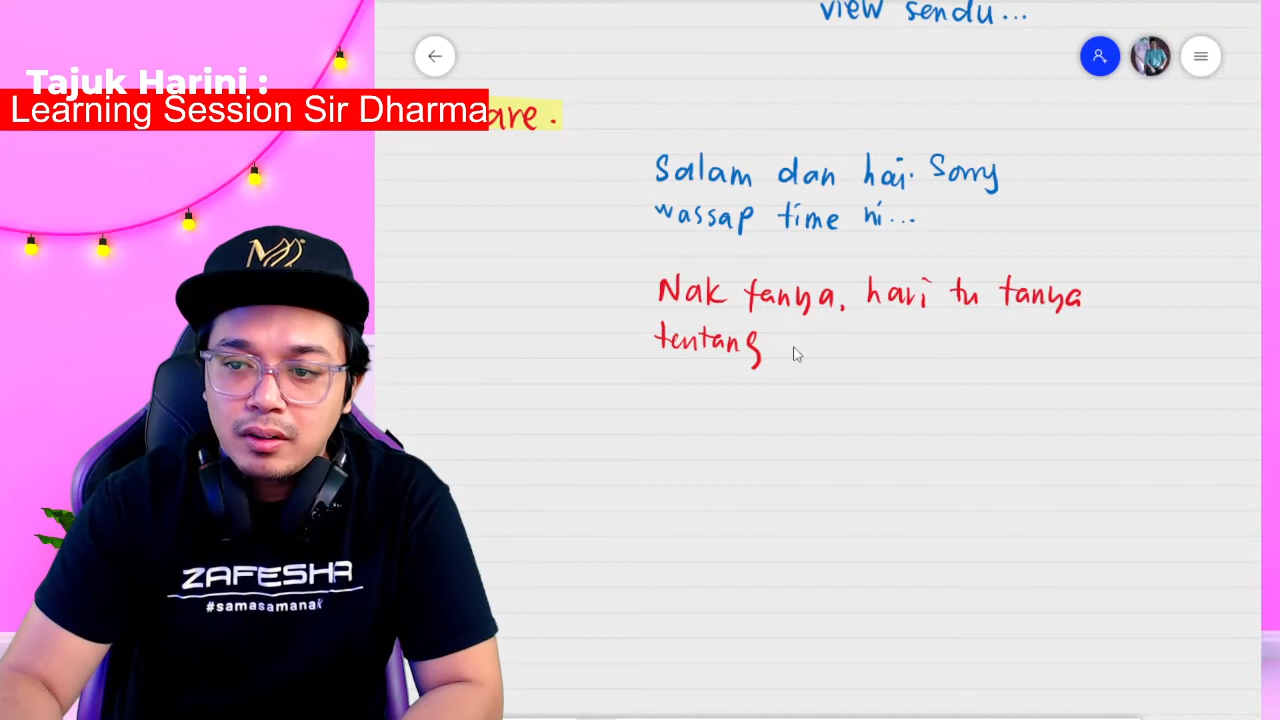 view sendu...
Tajuk Harini :
Learning Session Sir Dharma
are.
Salam dan hai. Sorry
wassap time ni...
Nak tanya, hari tu tanya
tentang
ZAFESHA
#samasamanak